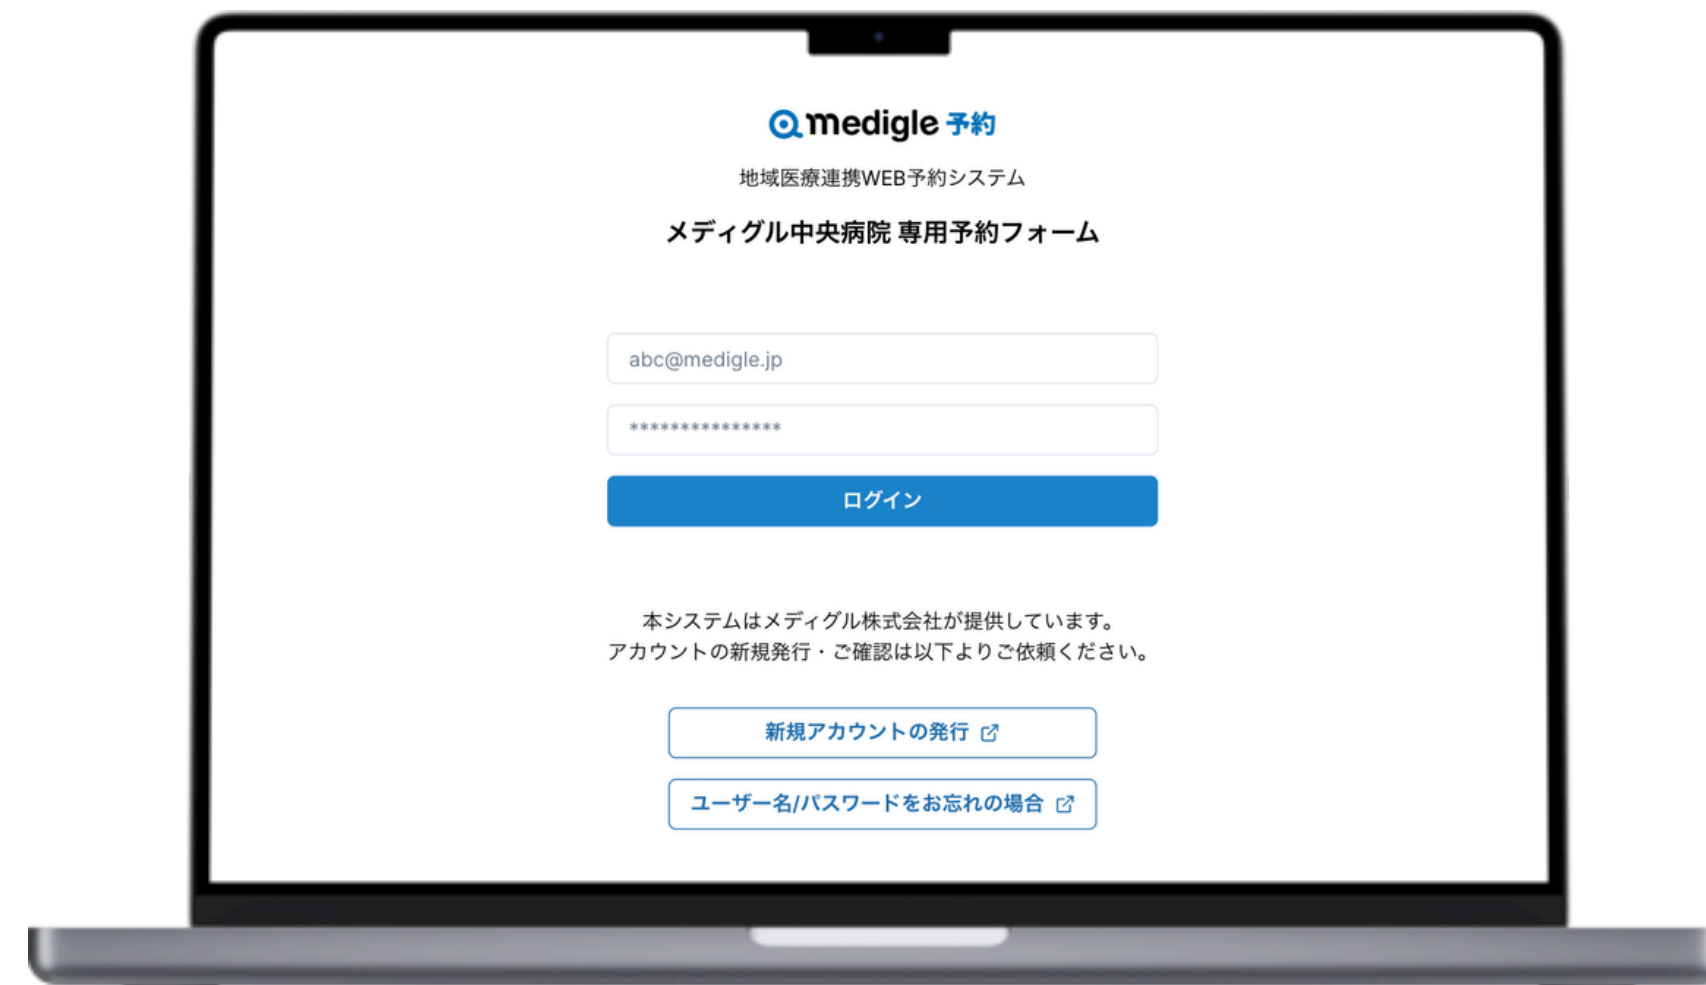 medigle 予約
地域医療連携WEB予約システム
メディグル中央病院 専用予約フォーム
abc@medigle.jp
***************
ログイン
本システムはメディグル株式会社が提供しています。
アカウントの新規発行・ご確認は以下よりご依頼ください。
新規アカウントの発行
ユーザー名/パスワードをお忘れの場合